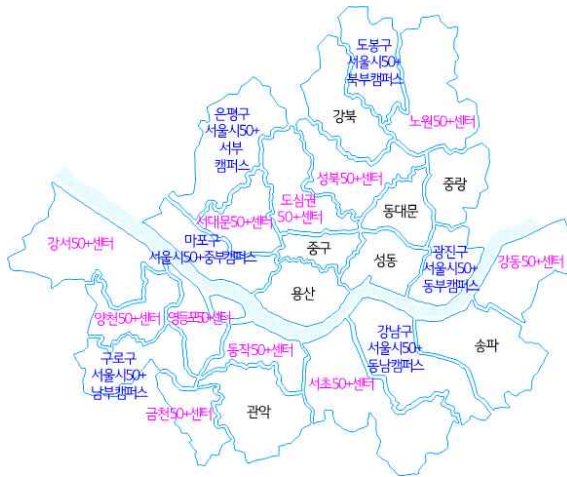 도봉구
서울시50+
북부캠퍼스
은평구
서울시50+
서부
캠퍼스
강북
노원50+센터
성북50+센터
중랑
도심권
50+센터
동대문
서대문50+센터
마포구
서울시50+중부캠퍼스
중구
성동
광진구
서울시50+
동부캠퍼스
강서50+센터
강동50+센터
용산
양천50+센터
영등포50+센터
강남구
서울시50+
동남캠퍼스
송파
동작50+센터
구로구
서울시50+
남부캠퍼스
서초50+센터
금천50+센터
관악